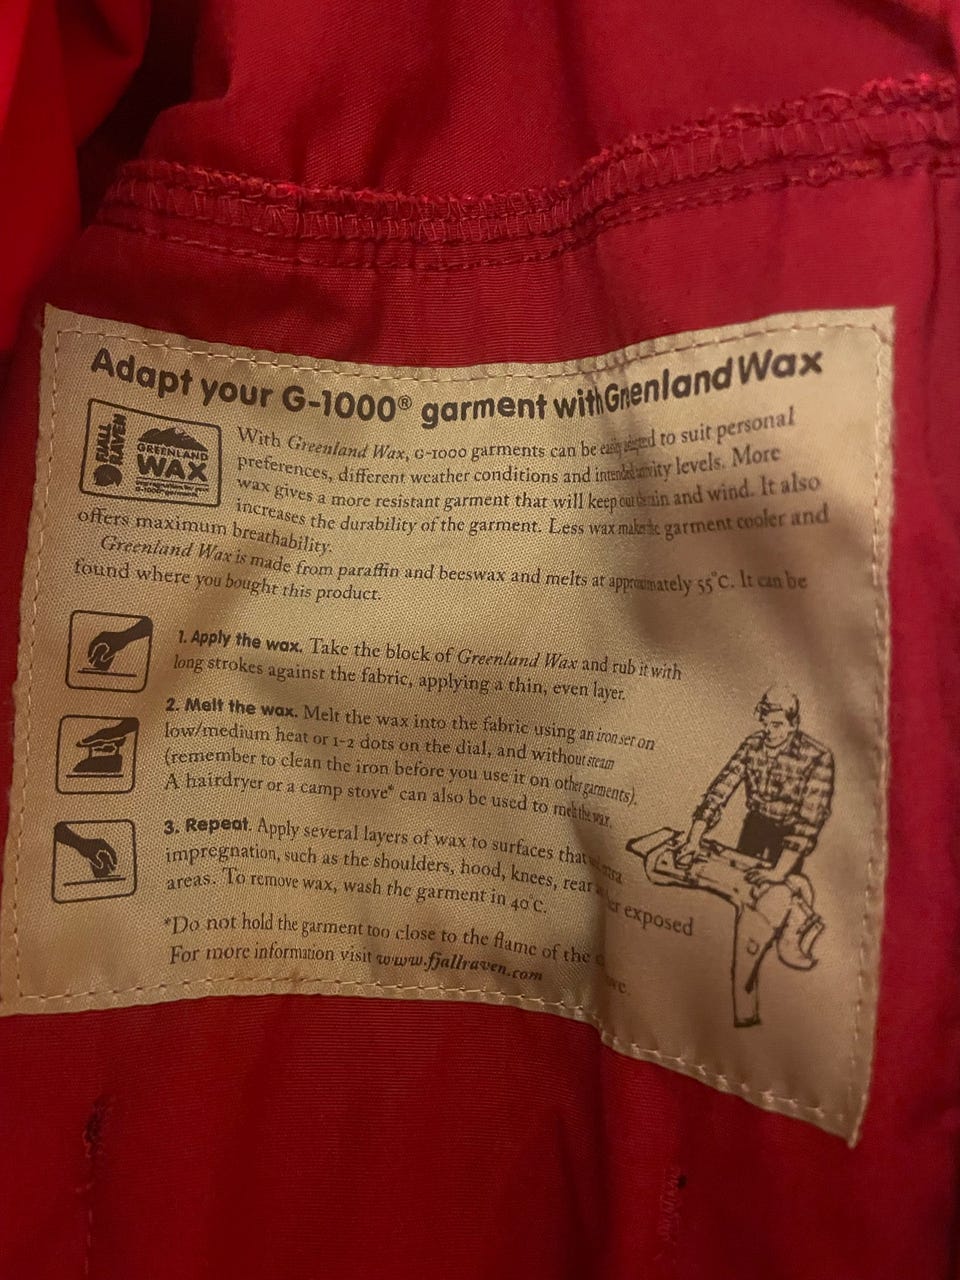 Adapt your G-1000® garment with Greenland Wax
FJÄLL
RÄVEN
GREENLAND
WAX
With Greenland Wax, G-1000 garments can be easily adapted to suit personal
preferences, different weather conditions and intended activity levels. More
wax gives a more resistant garment that will keep out the rain and wind. It also
increases the durability of the garment. Less wax makes the garment cooler and
offers maximum breathability.
Greenland Wax is made from paraffin and beeswax and melts at approximately 55°C. It can be
found where you bought this product.
1. Apply the wax. Take the block of Greenland Wax and rub it with
long strokes against the fabric, applying a thin, even layer.
2. Melt the wax. Melt the wax into the fabric using an iron set on
low/medium heat or 1-2 dots on the dial, and without steam
(remember to clean the iron before you use it on other garments).
A hairdryer or a camp stove* can also be used to melt the wax.
3. Repeat. Apply several layers of wax to surfaces that
impregnation, such as the shoulders, hood, knees, rear exposed
areas. To remove wax, wash the garment in 40°C.
*Do not hold the garment too close to the flame of the
For more information visit www.fjallraven.com